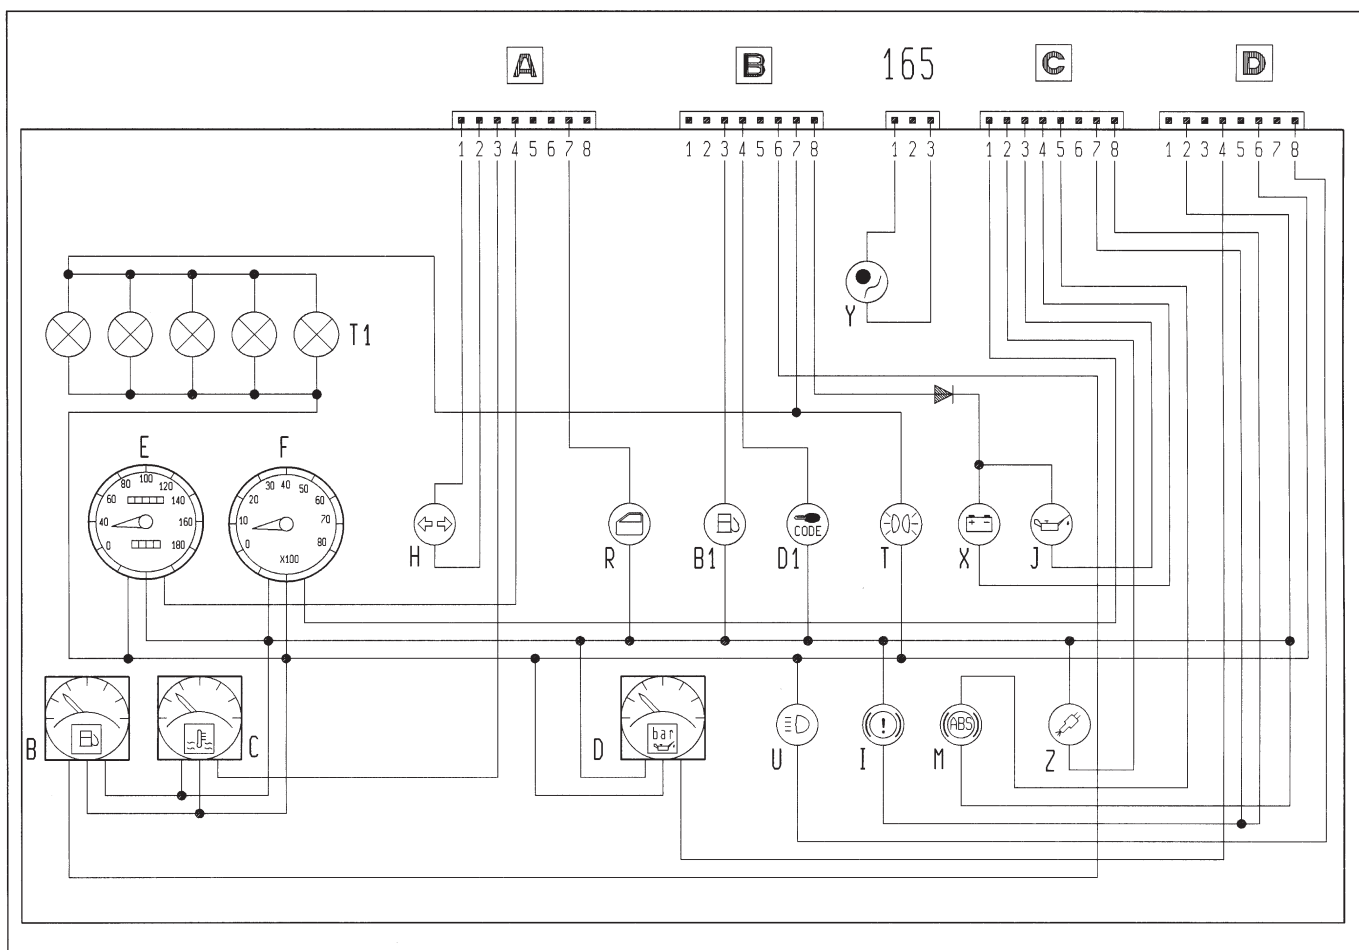 A B 165 C D
1 2 3 4 5 6 7 8 1 2 3 4 5 6 7 8 1 2 3 1 2 3 4 5 6 7 8 1 2 3 4 5 6 7 8
Y
T1
E F
0 40 60 80 100 120 140 160 180
0 10 20 30 40 50 60 70 80
X100
CODE
H R B1 D1 T X J
bar
!
ABS
B C D U I M Z